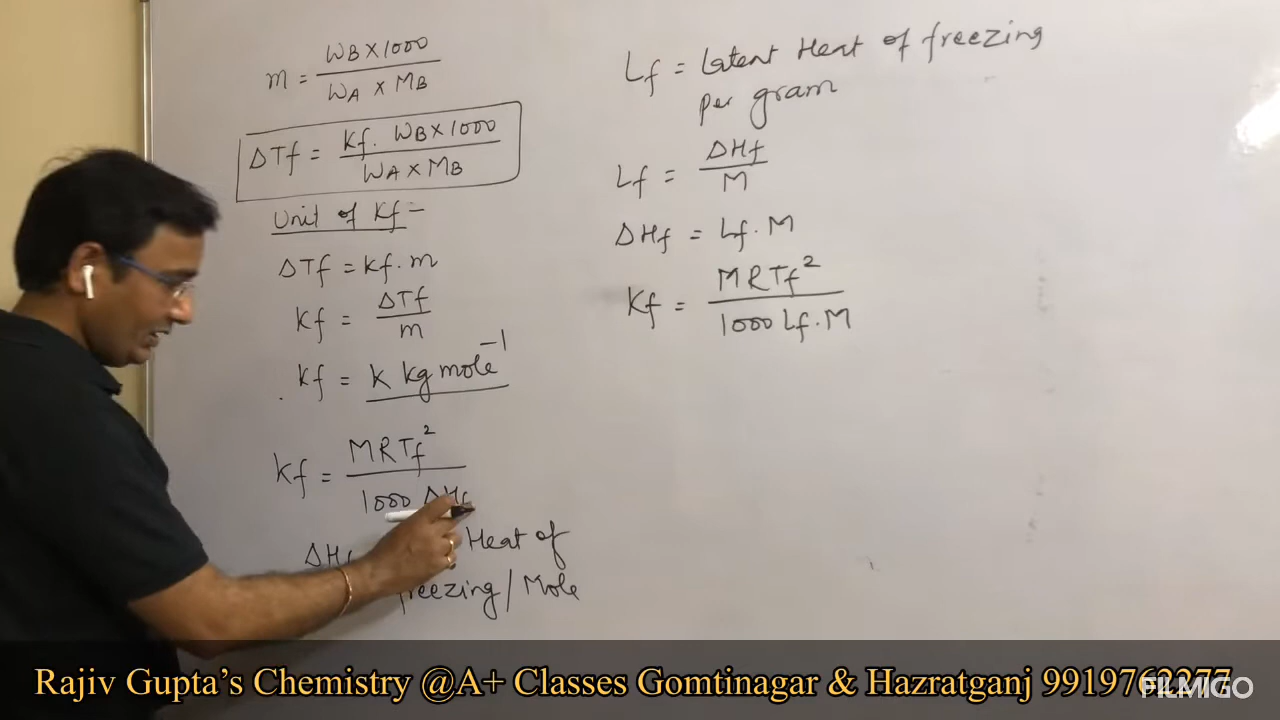 m = WB X 1000
WA X MB
ΔTf = Kf. WB X 1000
WA X MB
Unit of Kf –
ΔTf = Kf. m
Kf = ΔTf
m
Kf = K kg mole⁻¹
Kf = MRTf²
1000 ΔHf
ΔHf Heat of
freezing / Mole
Lf = Latent Heat of freezing
per gram
Lf = ΔHf
M
ΔHf = Lf. M
Kf = MRTf²
1000 Lf. M
Rajiv Gupta's Chemistry @A+ Classes Gomtinagar & Hazratganj 9919762277
FILMIGO